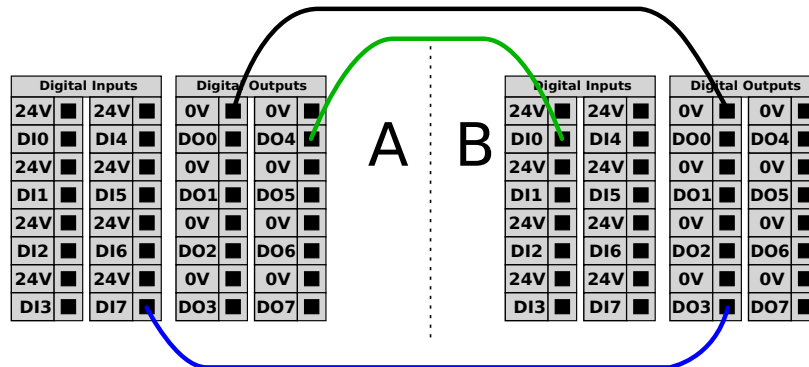 Digital Inputs Digital Outputs Digital Inputs Digital Outputs
24V 24V 0V 0V 24V 24V 0V 0V
DI0 DI4 DO0 DO4 A B DI0 DI4 DO0 DO4
24V 24V 0V 0V 24V 24V 0V 0V
DI1 DI5 DO1 DO5 DI1 DI5 DO1 DO5
24V 24V 0V 0V 24V 24V 0V 0V
DI2 DI6 DO2 DO6 DI2 DI6 DO2 DO6
24V 24V 0V 0V 24V 24V 0V 0V
DI3 DI7 DO3 DO7 DI3 DI7 DO3 DO7